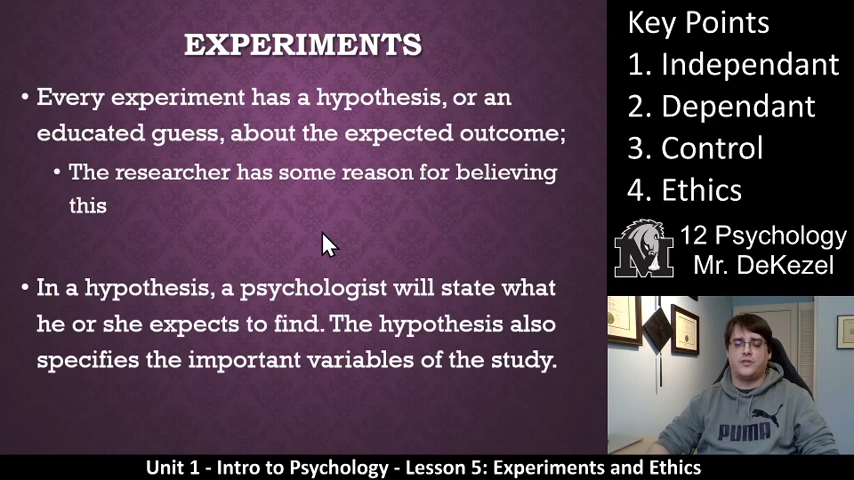 EXPERIMENTS
• Every experiment has a hypothesis, or an
educated guess, about the expected outcome;
• The researcher has some reason for believing
this
• In a hypothesis, a psychologist will state what
he or she expects to find. The hypothesis also
specifies the important variables of the study.
Key Points
1. Independant
2. Dependant
3. Control
4. Ethics
M
12 Psychology
Mr. DeKezel
PUMA
Unit 1 - Intro to Psychology - Lesson 5: Experiments and Ethics